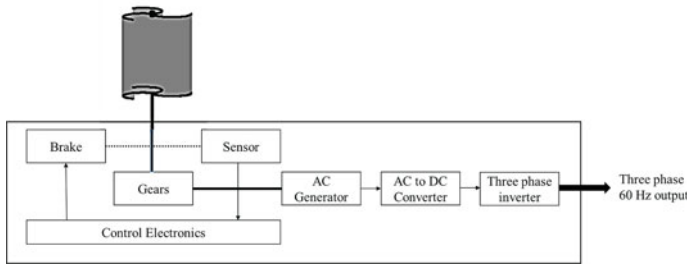 Brake
Sensor
Gears
AC
Generator
AC to DC
Converter
Three phase
inverter
Three phase
60 Hz output
Control Electronics